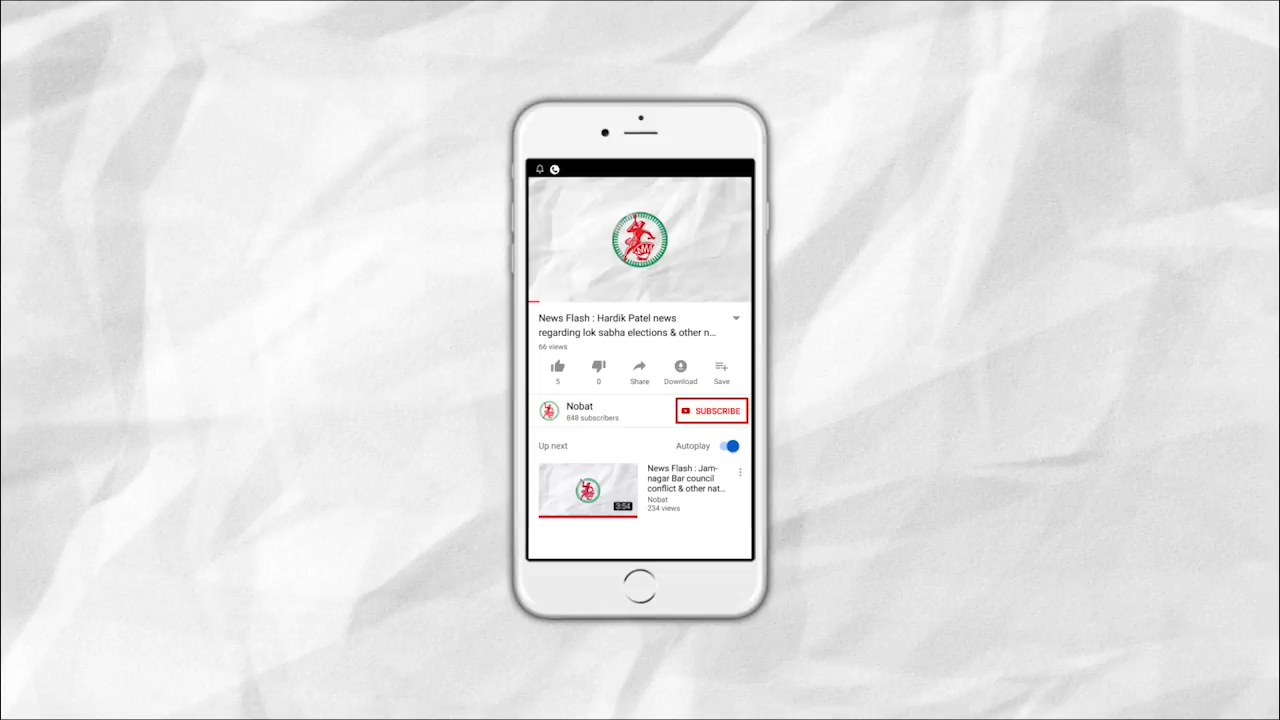 News Flash : Hardik Patel news
regarding lok sabha elections & other n...
66 views
5
0
Share
Download
Save
Nobat
848 subscribers
SUBSCRIBE
Up next
Autoplay
News Flash : Jam-
nagar Bar council
conflict & other nat...
Nobat
234 views
3:54